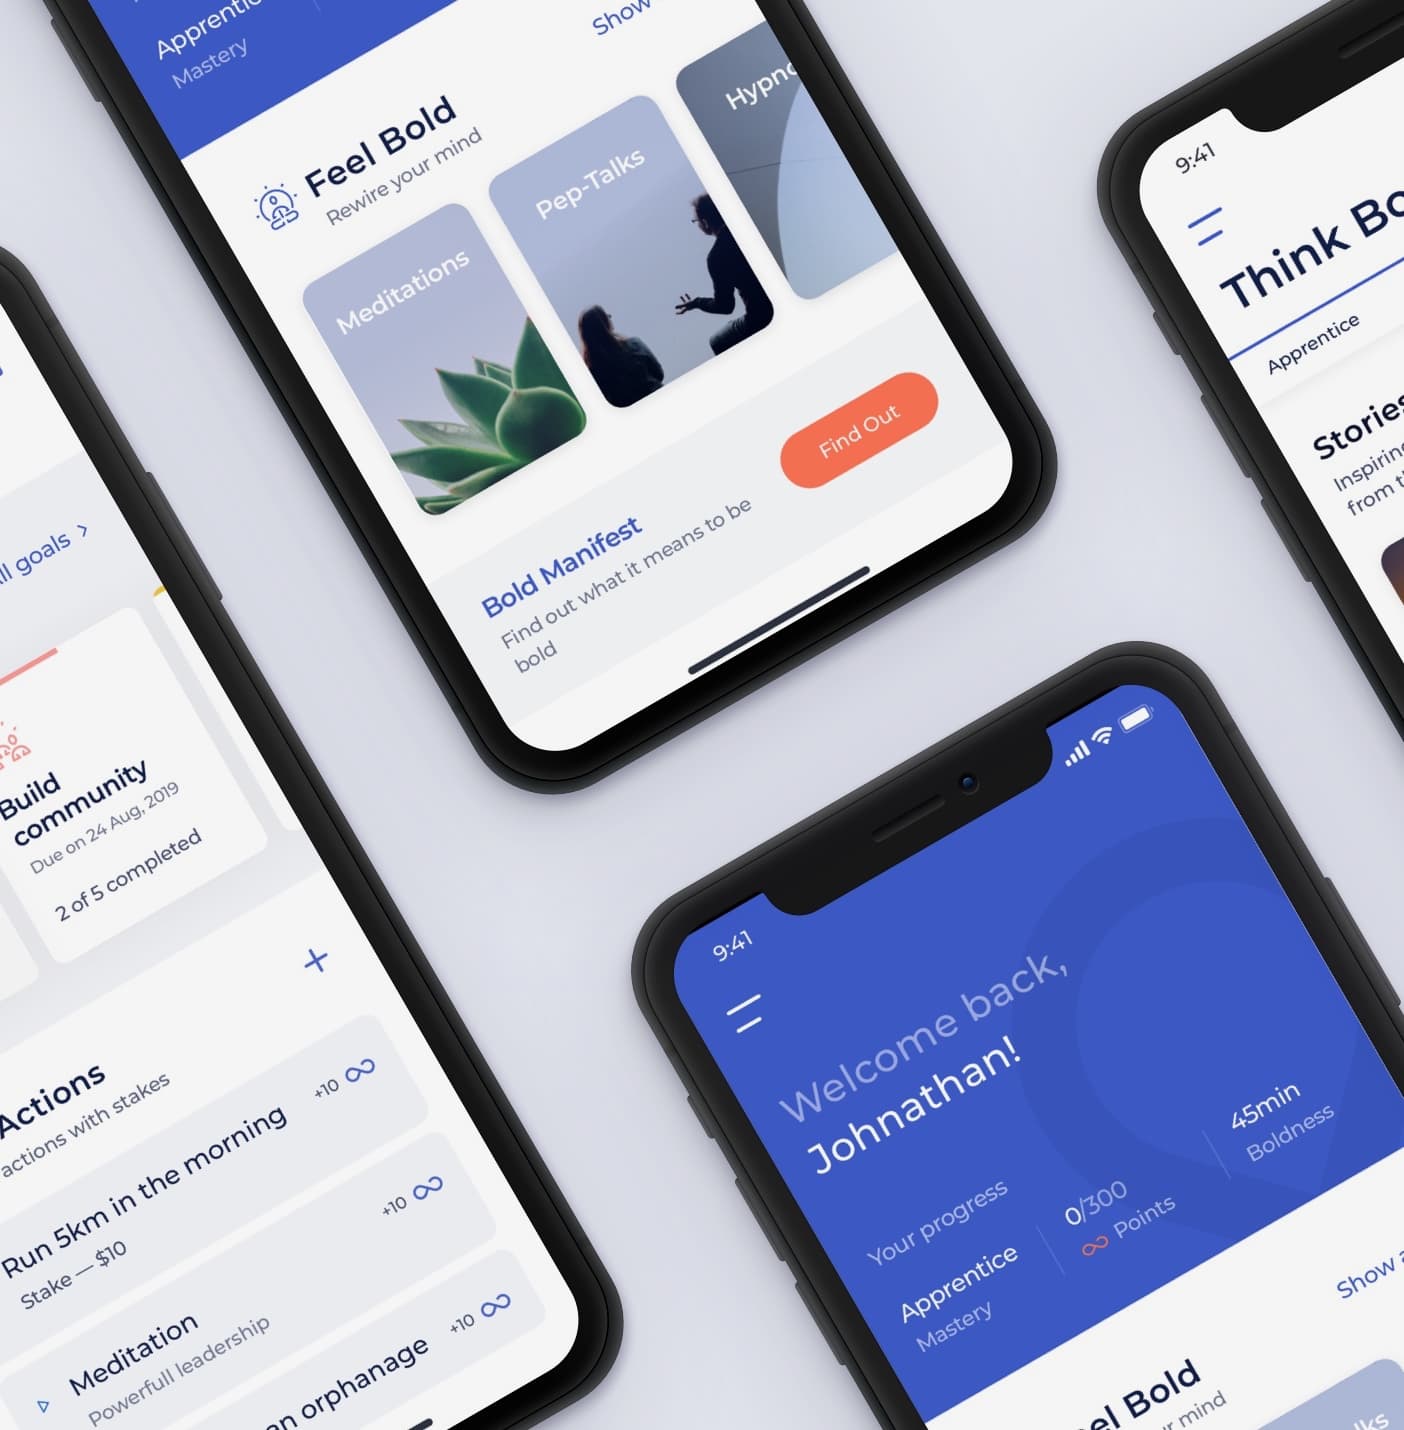 Apprentic
Mastery
Show
Feel Bold
Rewire your mind
Meditations
Pep-Talks
Hypno
Bold Manifest
Find out what it means to be
bold
Find Out
9:41
Think Bo
Apprentice
Stories
Inspiring
from t
ll goals >
Build
community
Due on 24 Aug, 2019
2 of 5 completed
+
Actions
actions with stakes
Run 5km in the morning
+10
Stake — $10
Meditation
+10
Powerfull leadership
an orphanage
+10
9:41
Welcome back,
Johnathan!
Your progress
Apprentice
Mastery
0/300
Points
45min
Boldness
Show a
el Bold
r mind
lks